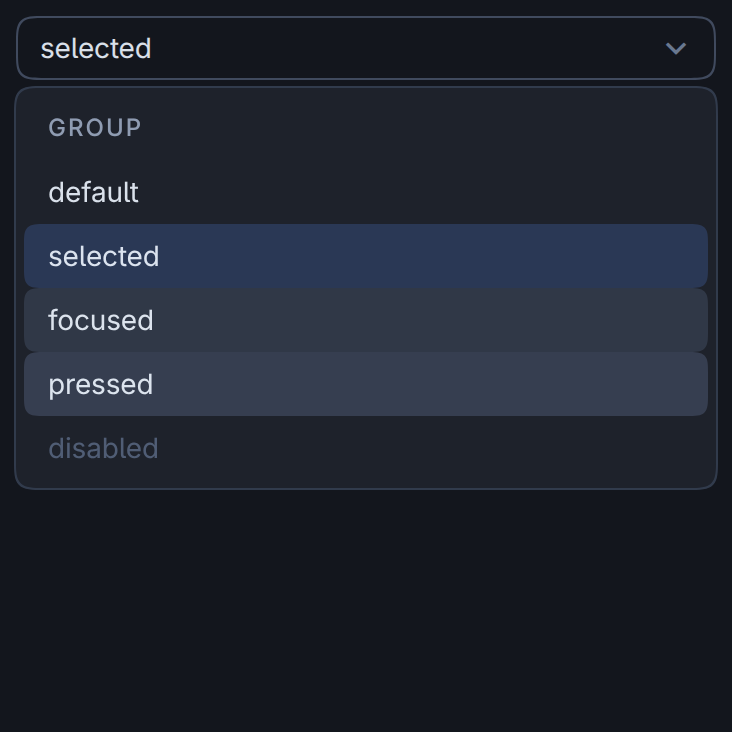 selected
GROUP
default
selected
focused
pressed
disabled